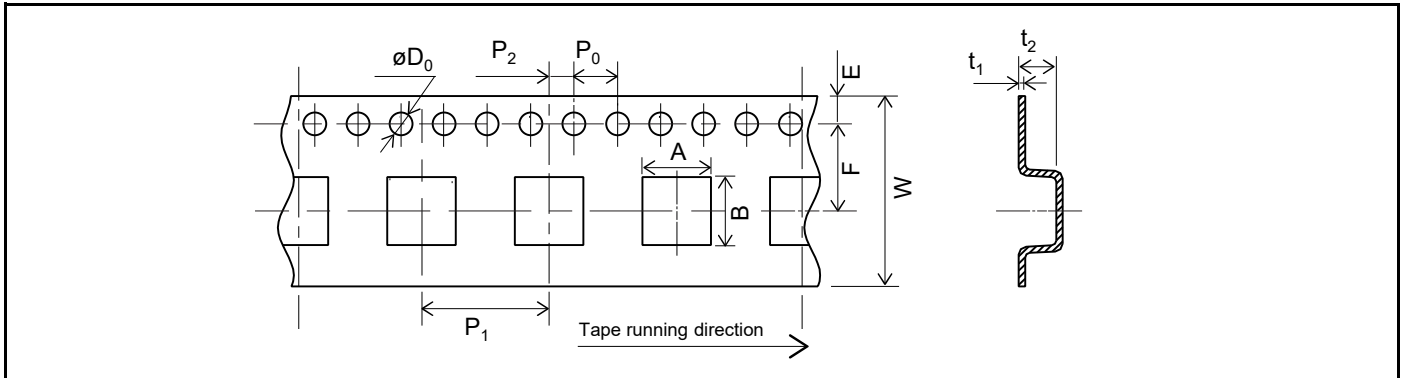 øD₀
P₂
P₀
E
t₁
t₂
A
B
F
W
P₁
Tape running direction